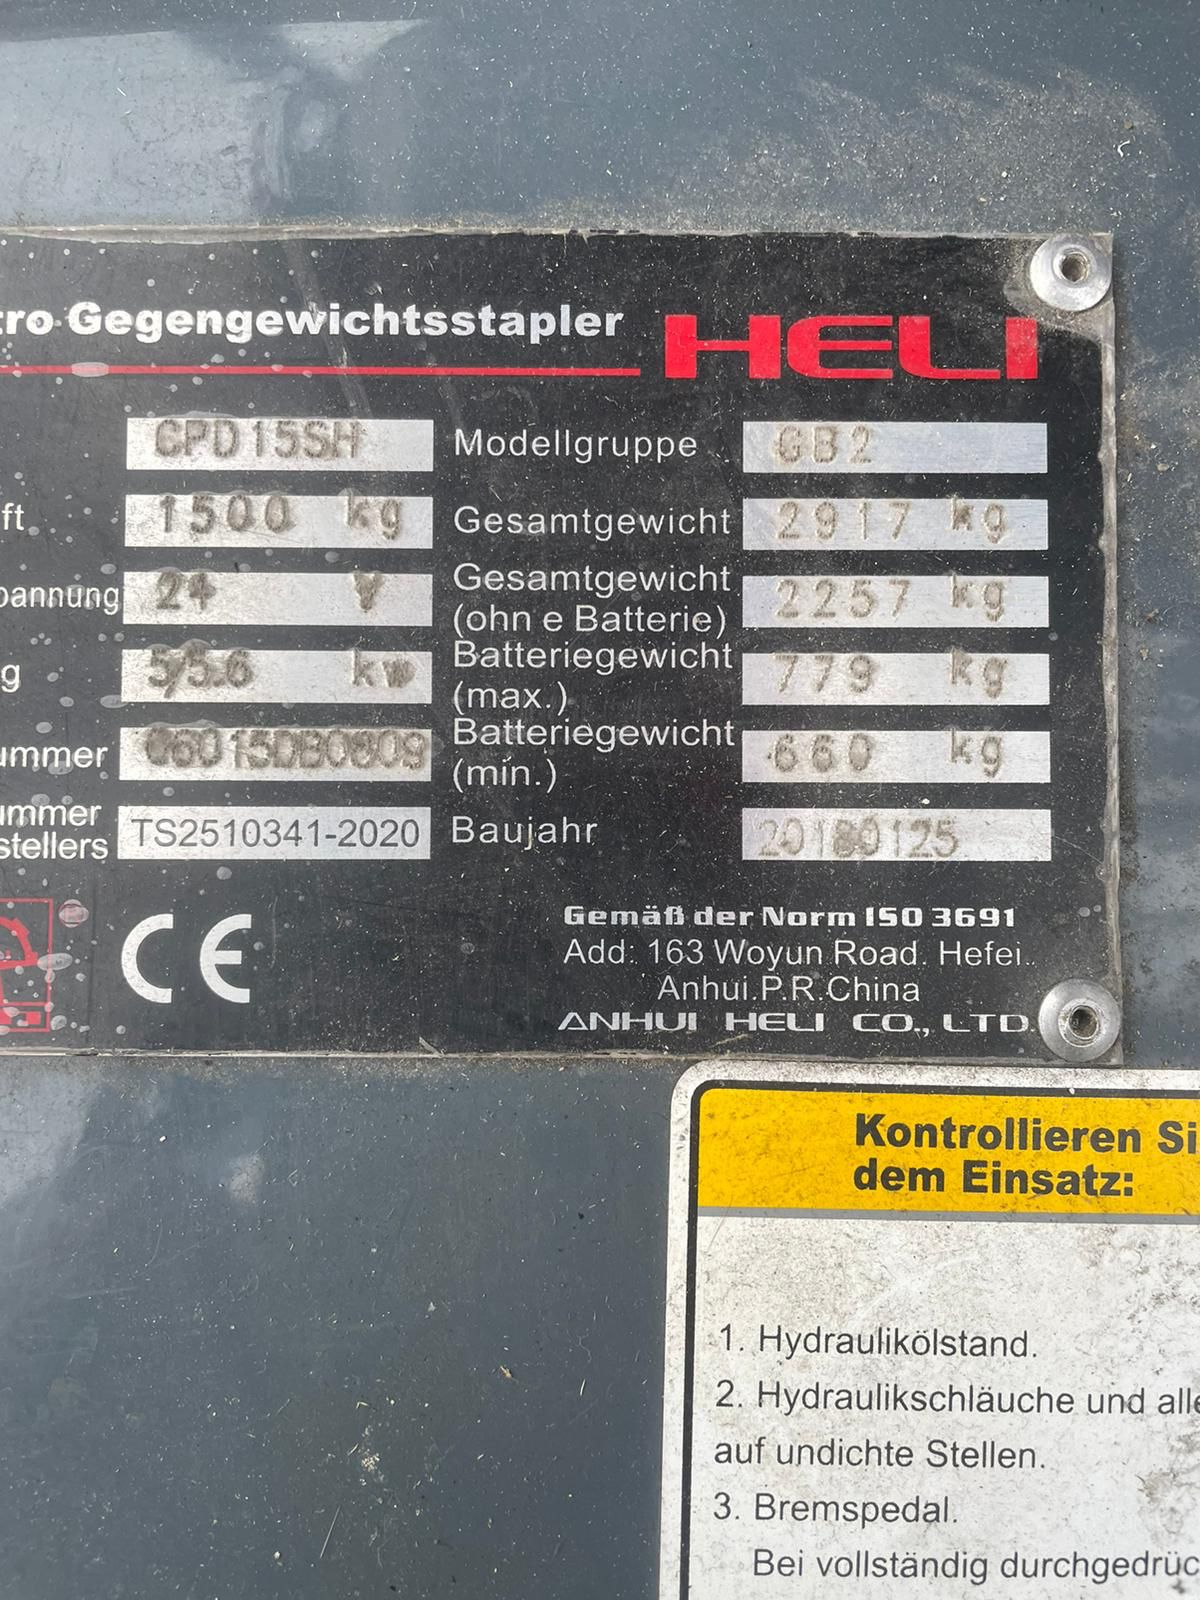 tro Gegengewichtsstapler HELI
CPD15SH Modellgruppe GB2
ft 1500 kg Gesamtgewicht 2917 kg
pannung 24 V Gesamtgewicht (ohn e Batterie) 2257 kg
g 5/5.6 kw Batteriegewicht (max.) 779 kg
ummer Batteriegewicht (min.) 660 kg
ummer
stellers TS2510341-2020 Baujahr
CE
Gemäß der Norm ISO 3691
Add: 163 Woyun Road. Hefei.
Anhui.P.R.China
ANHUI HELI CO., LTD.
Kontrollieren Si
dem Einsatz:
1. Hydraulikölstand.
2. Hydraulikschläuche und alle
auf undichte Stellen.
3. Bremspedal.
Bei vollständig durchgedrüc